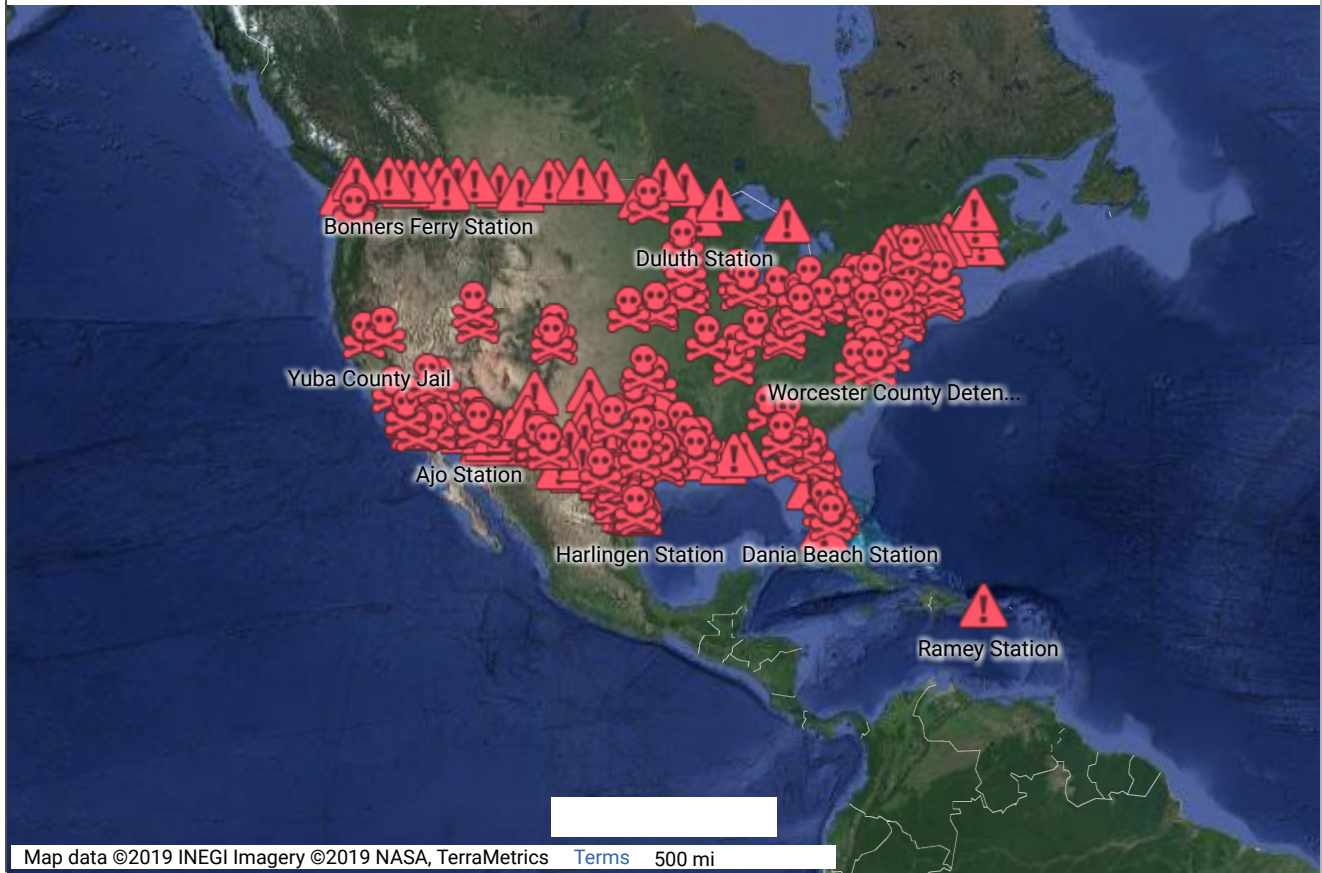 Bonners Ferry Station
Duluth Station
Yuba County Jail
Worcester County Deten...
Ajo Station
Harlingen Station
Dania Beach Station
Ramey Station
Map data ©2019 INEGI Imagery ©2019 NASA, TerraMetrics Terms 500 mi